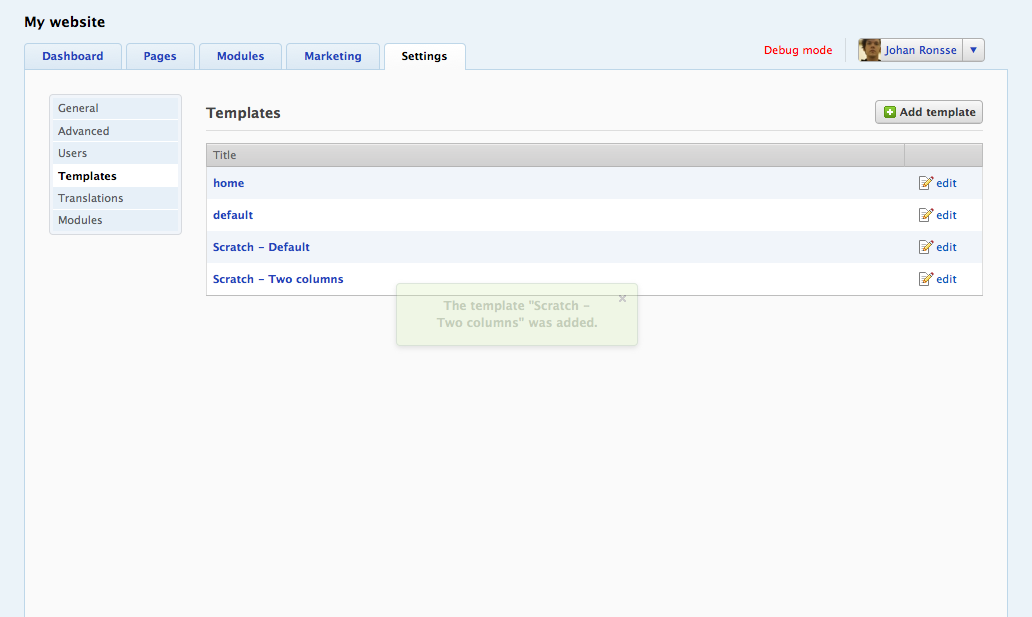 My website
Dashboard Pages Modules Marketing Settings
Debug mode
Johan Ronsse
General
Advanced
Users
Templates
Translations
Modules
Templates
Add template
Title
home edit
default edit
Scratch – Default edit
Scratch – Two columns edit
The template "Scratch –
Two columns" was added.